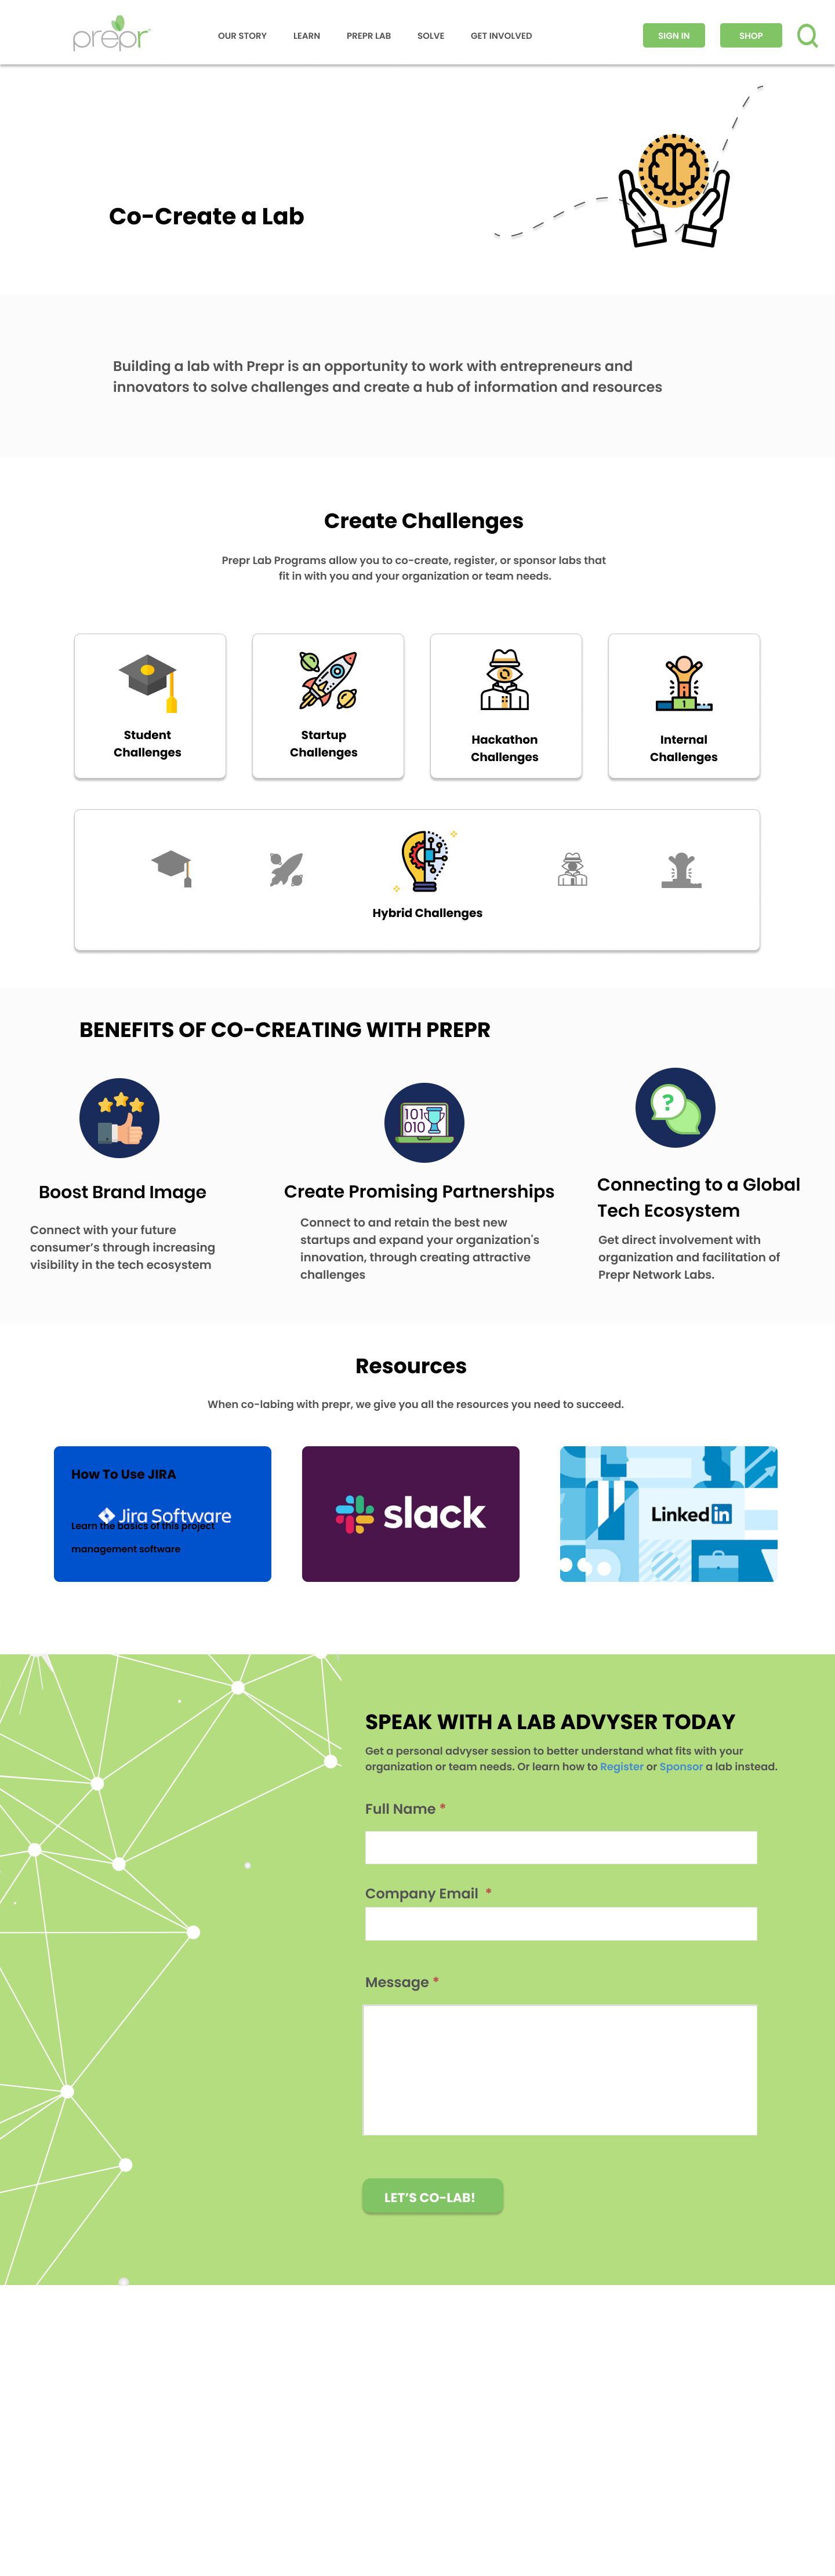 prepr
OUR STORY
LEARN
PREPR LAB
SOLVE
GET INVOLVED
SIGN IN
SHOP
Co-Create a Lab
Building a lab with Prepr is an opportunity to work with entrepreneurs and
innovators to solve challenges and create a hub of information and resources
Create Challenges
Prepr Lab Programs allow you to co-create, register, or sponsor labs that
fit in with you and your organization or team needs.
Student
Challenges
Startup
Challenges
Hackathon
Challenges
1
Internal
Challenges
Hybrid Challenges
BENEFITS OF CO-CREATING WITH PREPR
Boost Brand Image
Connect with your future
consumer's through increasing
visibility in the tech ecosystem
101
010
Create Promising Partnerships
Connect to and retain the best new
startups and expand your organization's
innovation, through creating attractive
challenges
?
Connecting to a Global
Tech Ecosystem
Get direct involvement with
organization and facilitation of
Prepr Network Labs.
Resources
When co-labing with prepr, we give you all the resources you need to succeed.
How To Use JIRA
Jira Software
Learn the basics of this project
management software
slack
Linked in
SPEAK WITH A LAB ADVYSER TODAY
Get a personal advyser session to better understand what fits with your
organization or team needs. Or learn how to Register or Sponsor a lab instead.
Full Name *
Company Email *
Message *
LET'S CO-LAB!